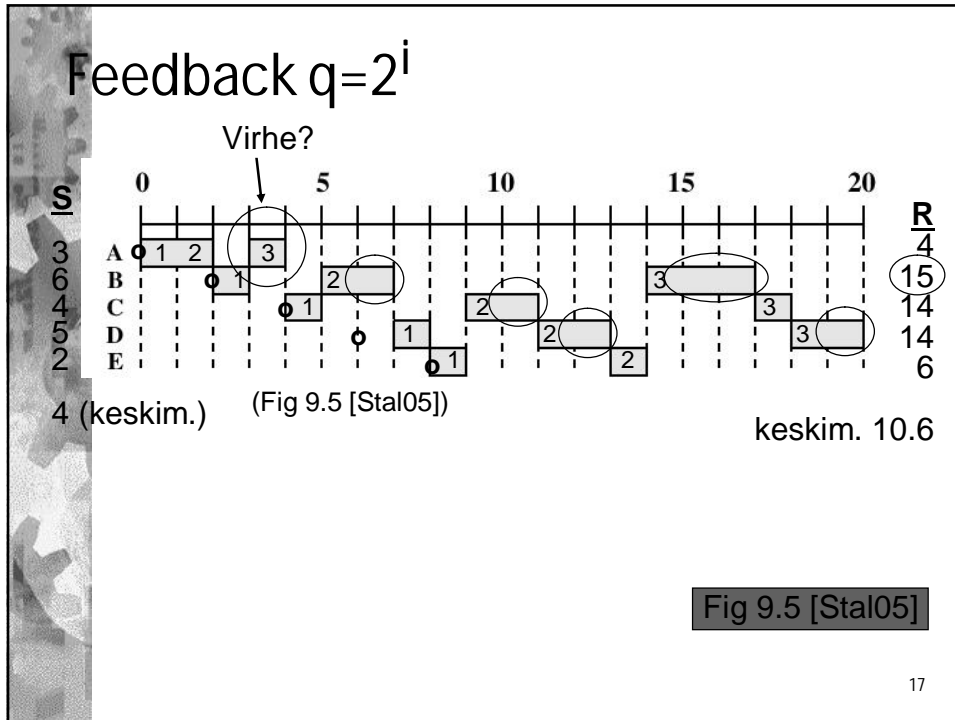 Feedback q=2^i
Virhe?
0 5 10 15 20
S R
3 A 1 2 3 4
6 B 1 2 3 15
4 C 1 2 3 14
5 D 1 2 3 14
2 E 1 2 6
4 (keskim.) (Fig 9.5 [Stal05]) keskim. 10.6
Fig 9.5 [Stal05]
17